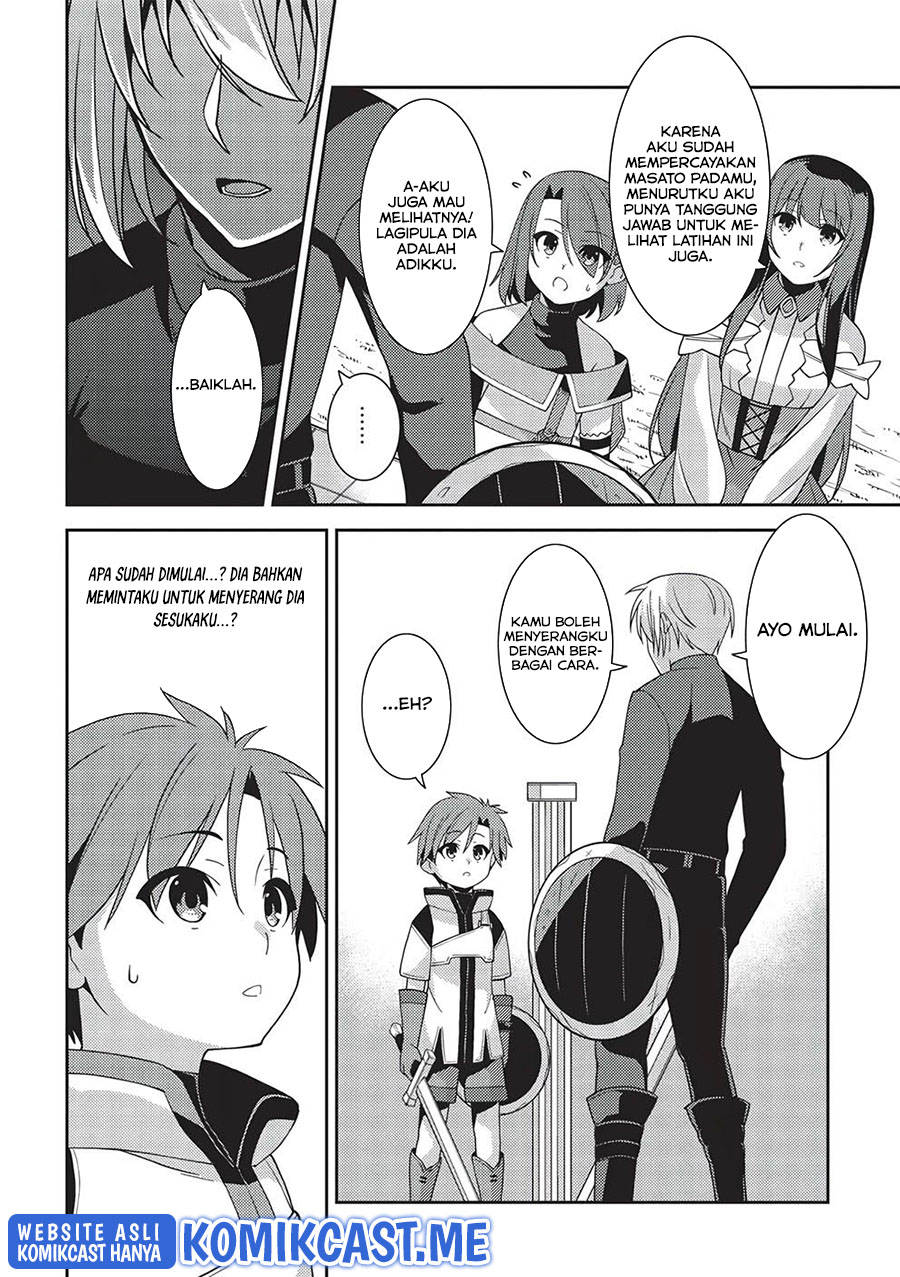 KARENA
AKU SUDAH
MEMPERCAYAKAN
MASATO PADAMU,
MENURUTKU AKU
PUNYA TANGGUNG
JAWAB UNTUK ME-
LIHAT LATIHAN INI
JUGA.
A-AKU
JUGA MAU
MELIHATNYA!
LAGIPULA DIA
ADALAH
ADIKKU.
........
...BAIKLAH.
AYO MULAI.
KAMU BOLEH
MENYERANGKU
DENGAN BER-
BAGAI CARA.
...EH?
APA SUDAH DIMULAI...? DIA BAHKAN
MEMINTAKU UNTUK MENYERANG DIA
SESUKAKU...?
WEBSITE ASLI
KOMIKCAST HANYA
KOMIKCAST.ME